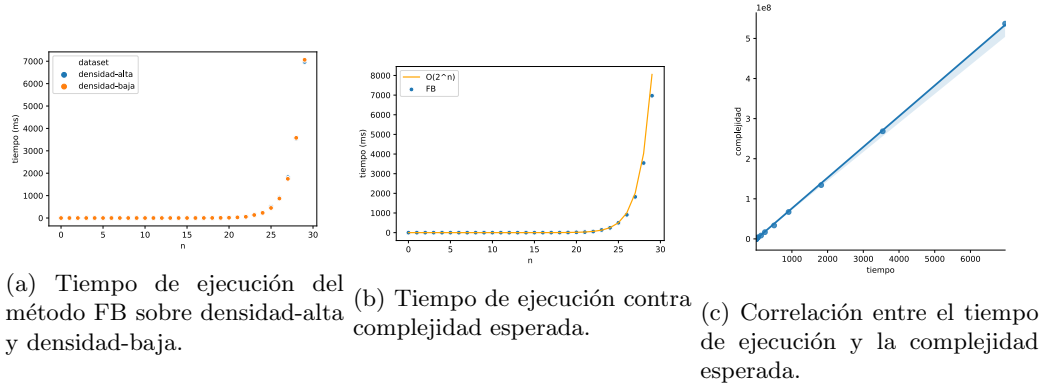 7000
6000
5000
4000
3000
2000
1000
0
tiempo (ms)
dataset
densidad-alta
densidad-baja
0 5 10 15 20 25 30
n
(a) Tiempo de ejecución del
método FB sobre densidad-alta
y densidad-baja.
8000
7000
6000
5000
4000
3000
2000
1000
0
tiempo (ms)
O(2^n)
FB
0 5 10 15 20 25 30
n
(b) Tiempo de ejecución contra
complejidad esperada.
1e8
5
4
3
2
1
0
complejidad
1000 2000 3000 4000 5000 6000
tiempo
(c) Correlación entre el tiempo
de ejecución y la complejidad
esperada.